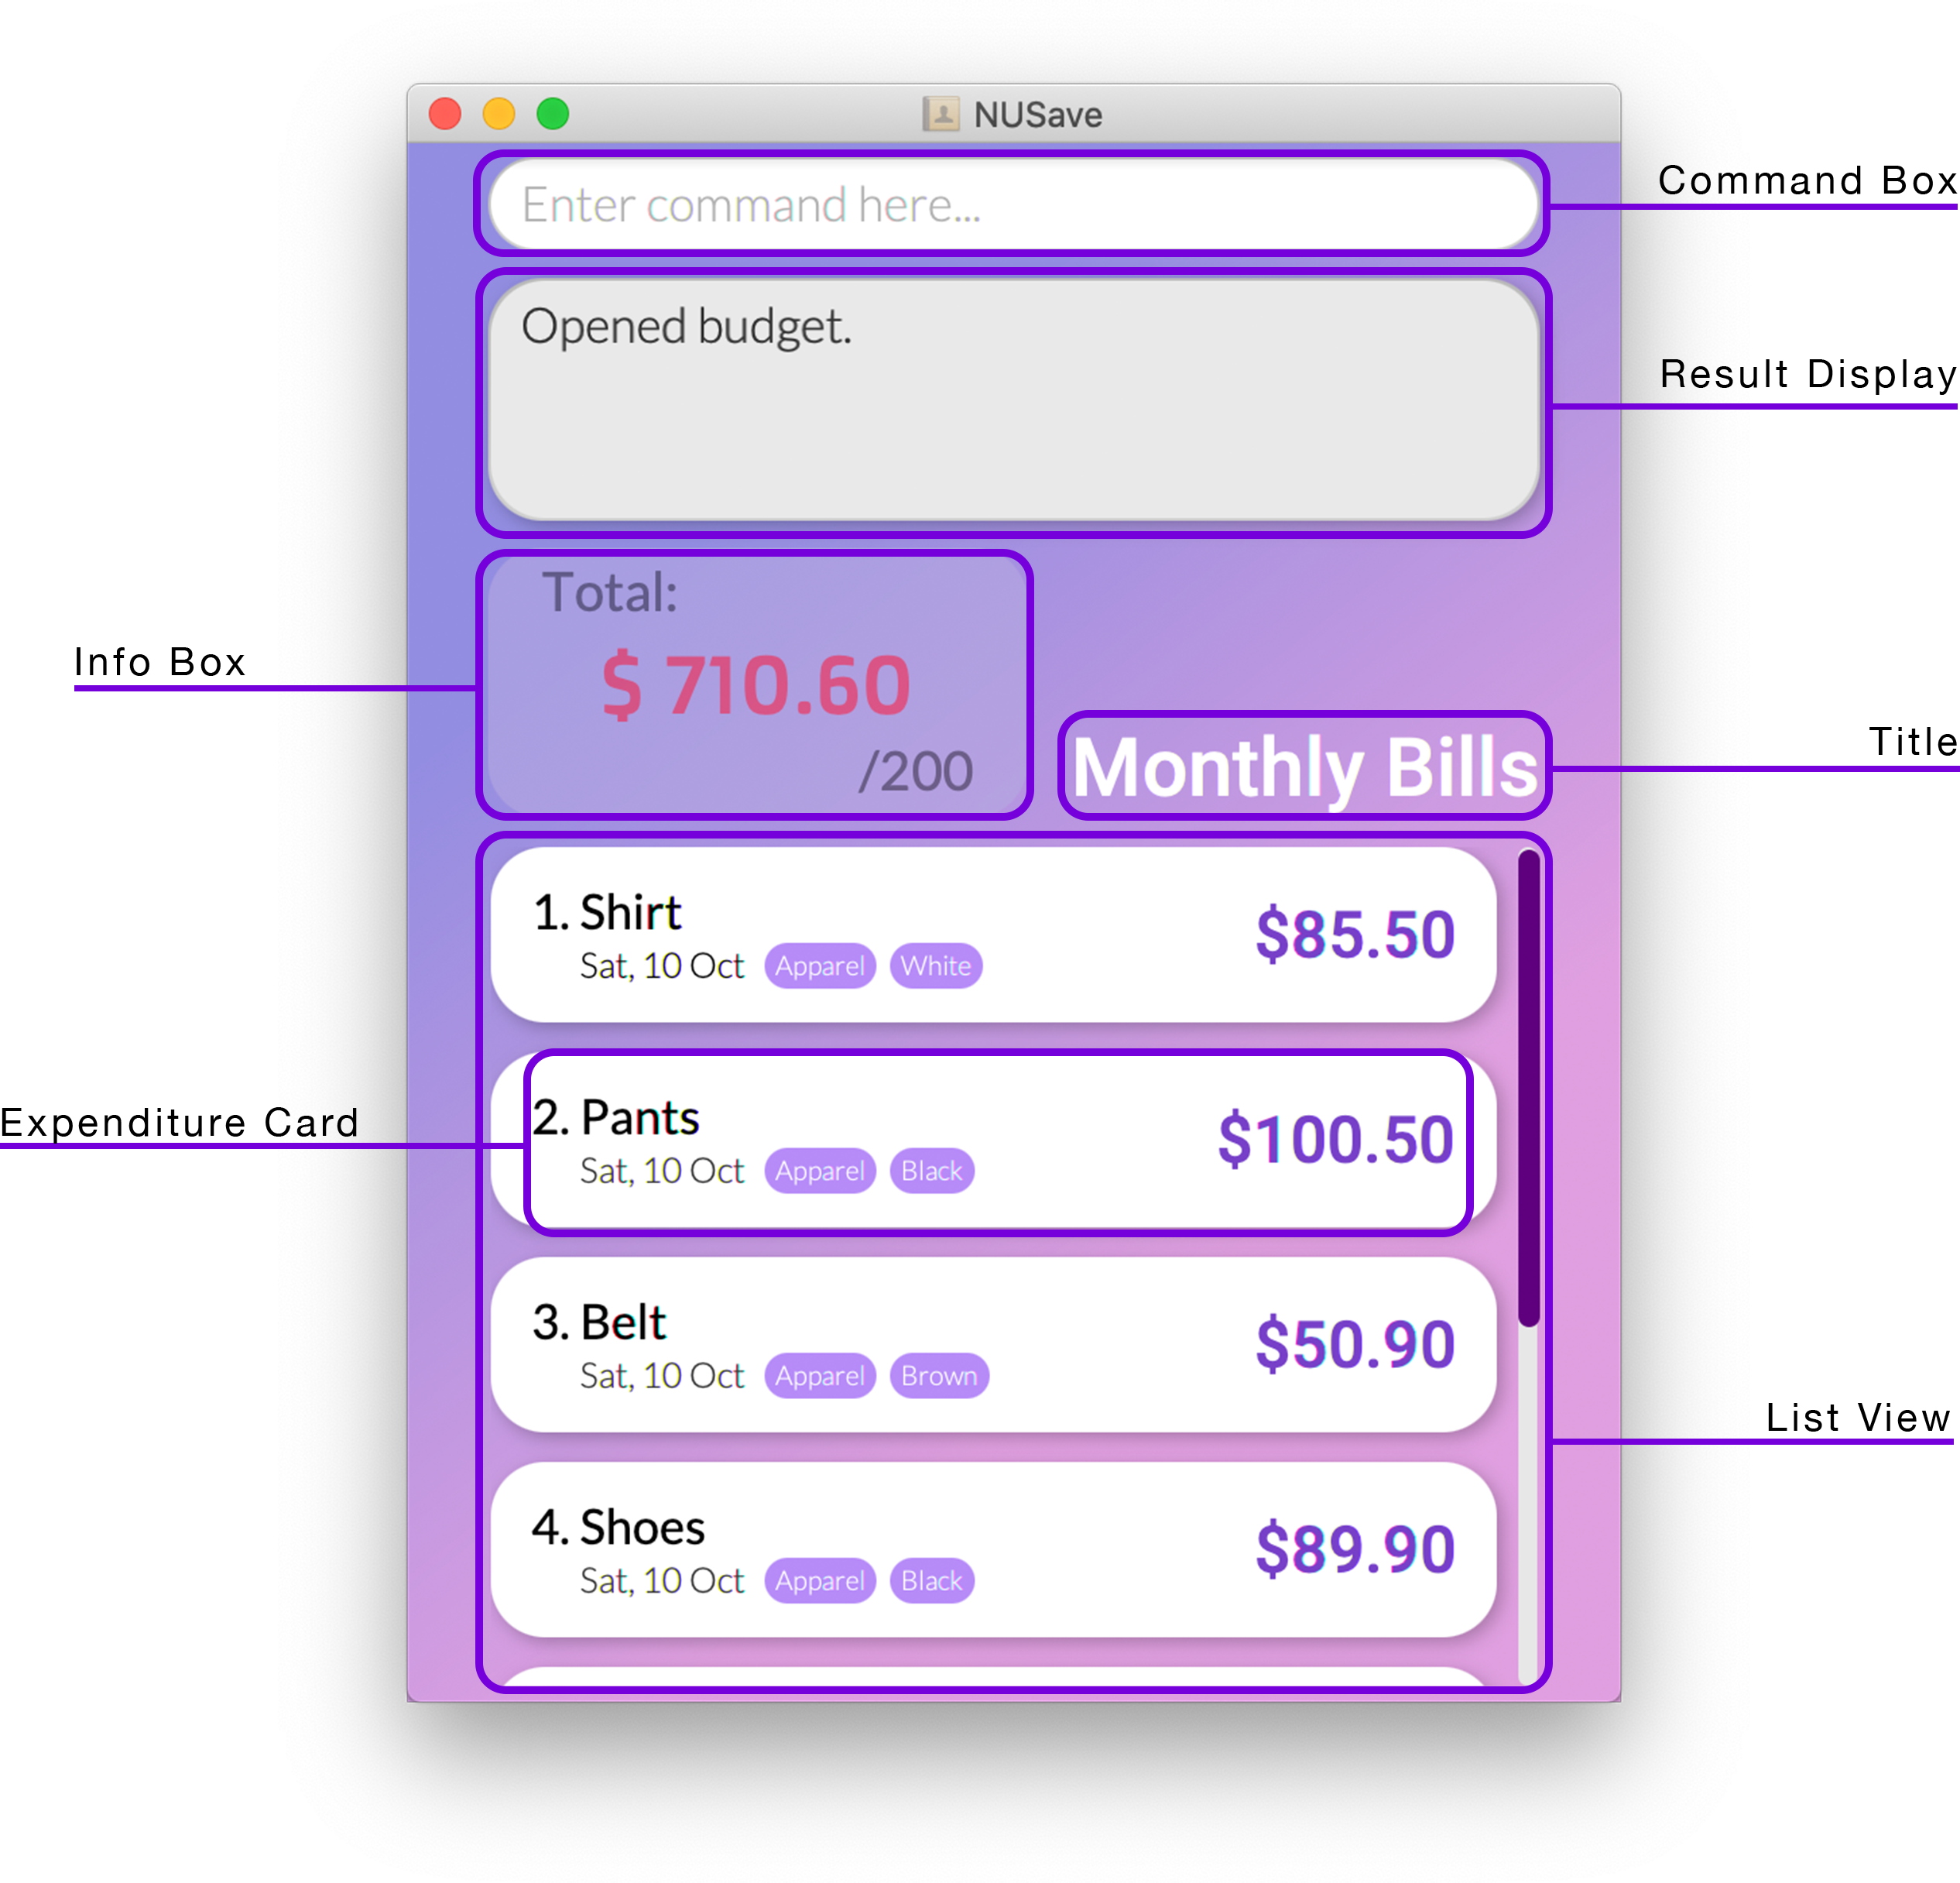 NUSave
Enter command here...
Command Box
Opened budget.
Result Display
Total:
$ 710.60
/200
Info Box
Monthly Bills
Title
1. Shirt
Sat, 10 Oct Apparel White
$85.50
2. Pants
Sat, 10 Oct Apparel Black
$100.50
Expenditure Card
3. Belt
Sat, 10 Oct Apparel Brown
$50.90
List View
4. Shoes
Sat, 10 Oct Apparel Black
$89.90